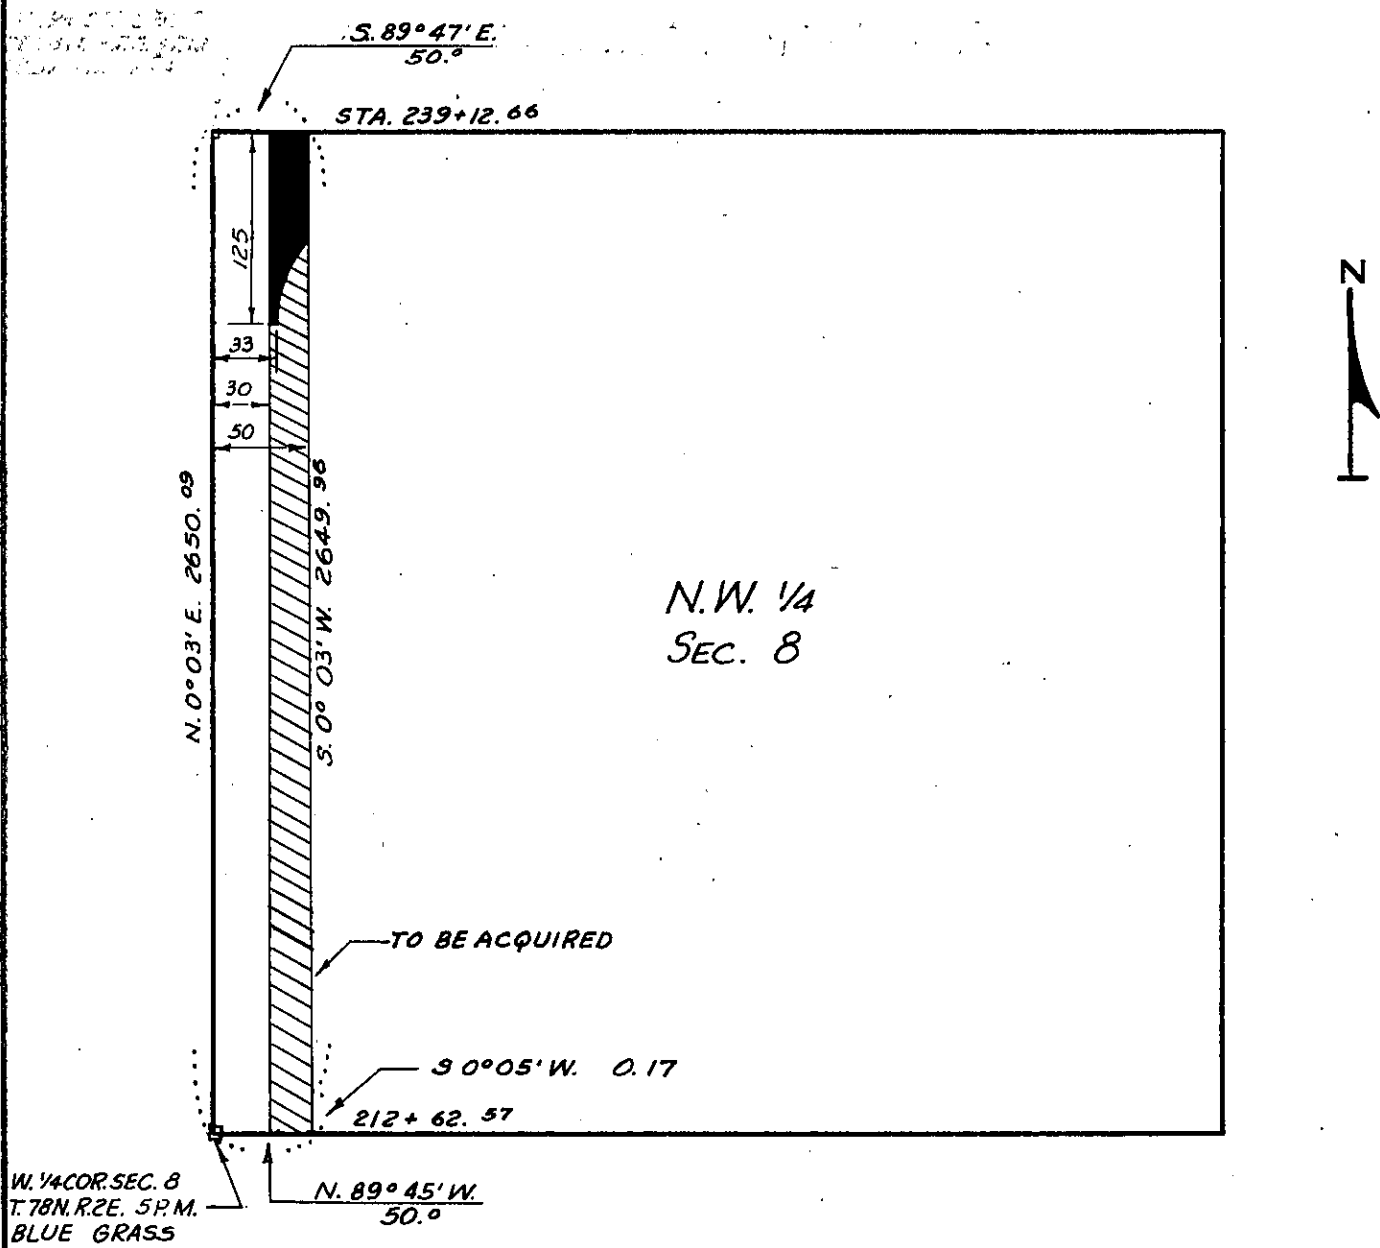 S. 89° 47' E.
50.º
STA. 239+12.66
125
N
33
30
50
N. 0° 03' E. 2650.09
S. 0° 03' W. 2649.96
N.W. 1/4
SEC. 8
TO BE ACQUIRED
S 0° 05' W. 0.17
212+ 62.57
W. 1/4 COR. SEC. 8
T. 78N. R.2E. 5P.M.
BLUE GRASS
N. 89° 45' W.
50.º